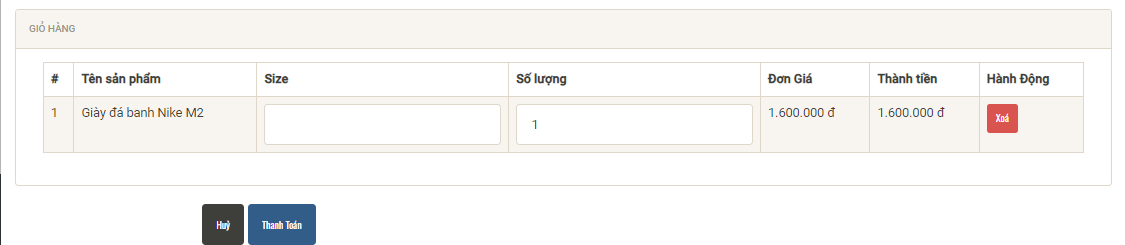 GIỎ HÀNG
# Tên sản phẩm Size Số lượng Đơn Giá Thành tiền Hành Động
1 Giày đá banh Nike M2 1 1.600.000 đ 1.600.000 đ Xoá
Huỷ Thanh Toán